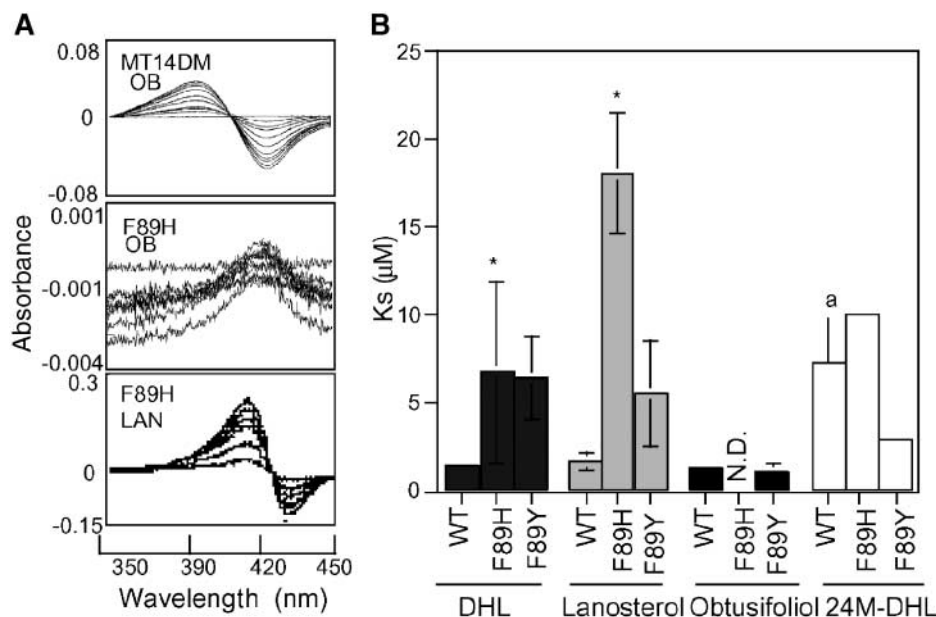 A
0.08
MT14DM
OB
0
-0.08
0.001
F89H
OB
-0.001
-0.004
0.3
F89H
LAN
0
-0.15
Absorbance
350 390 420 450
Wavelength (nm)
B
25
20
15
10
5
0
Ks (μM)
*
*
a
N.D.
WT F89H F89Y WT F89H F89Y WT F89H F89Y WT F89H F89Y
DHL Lanosterol Obtusifoliol 24M-DHL